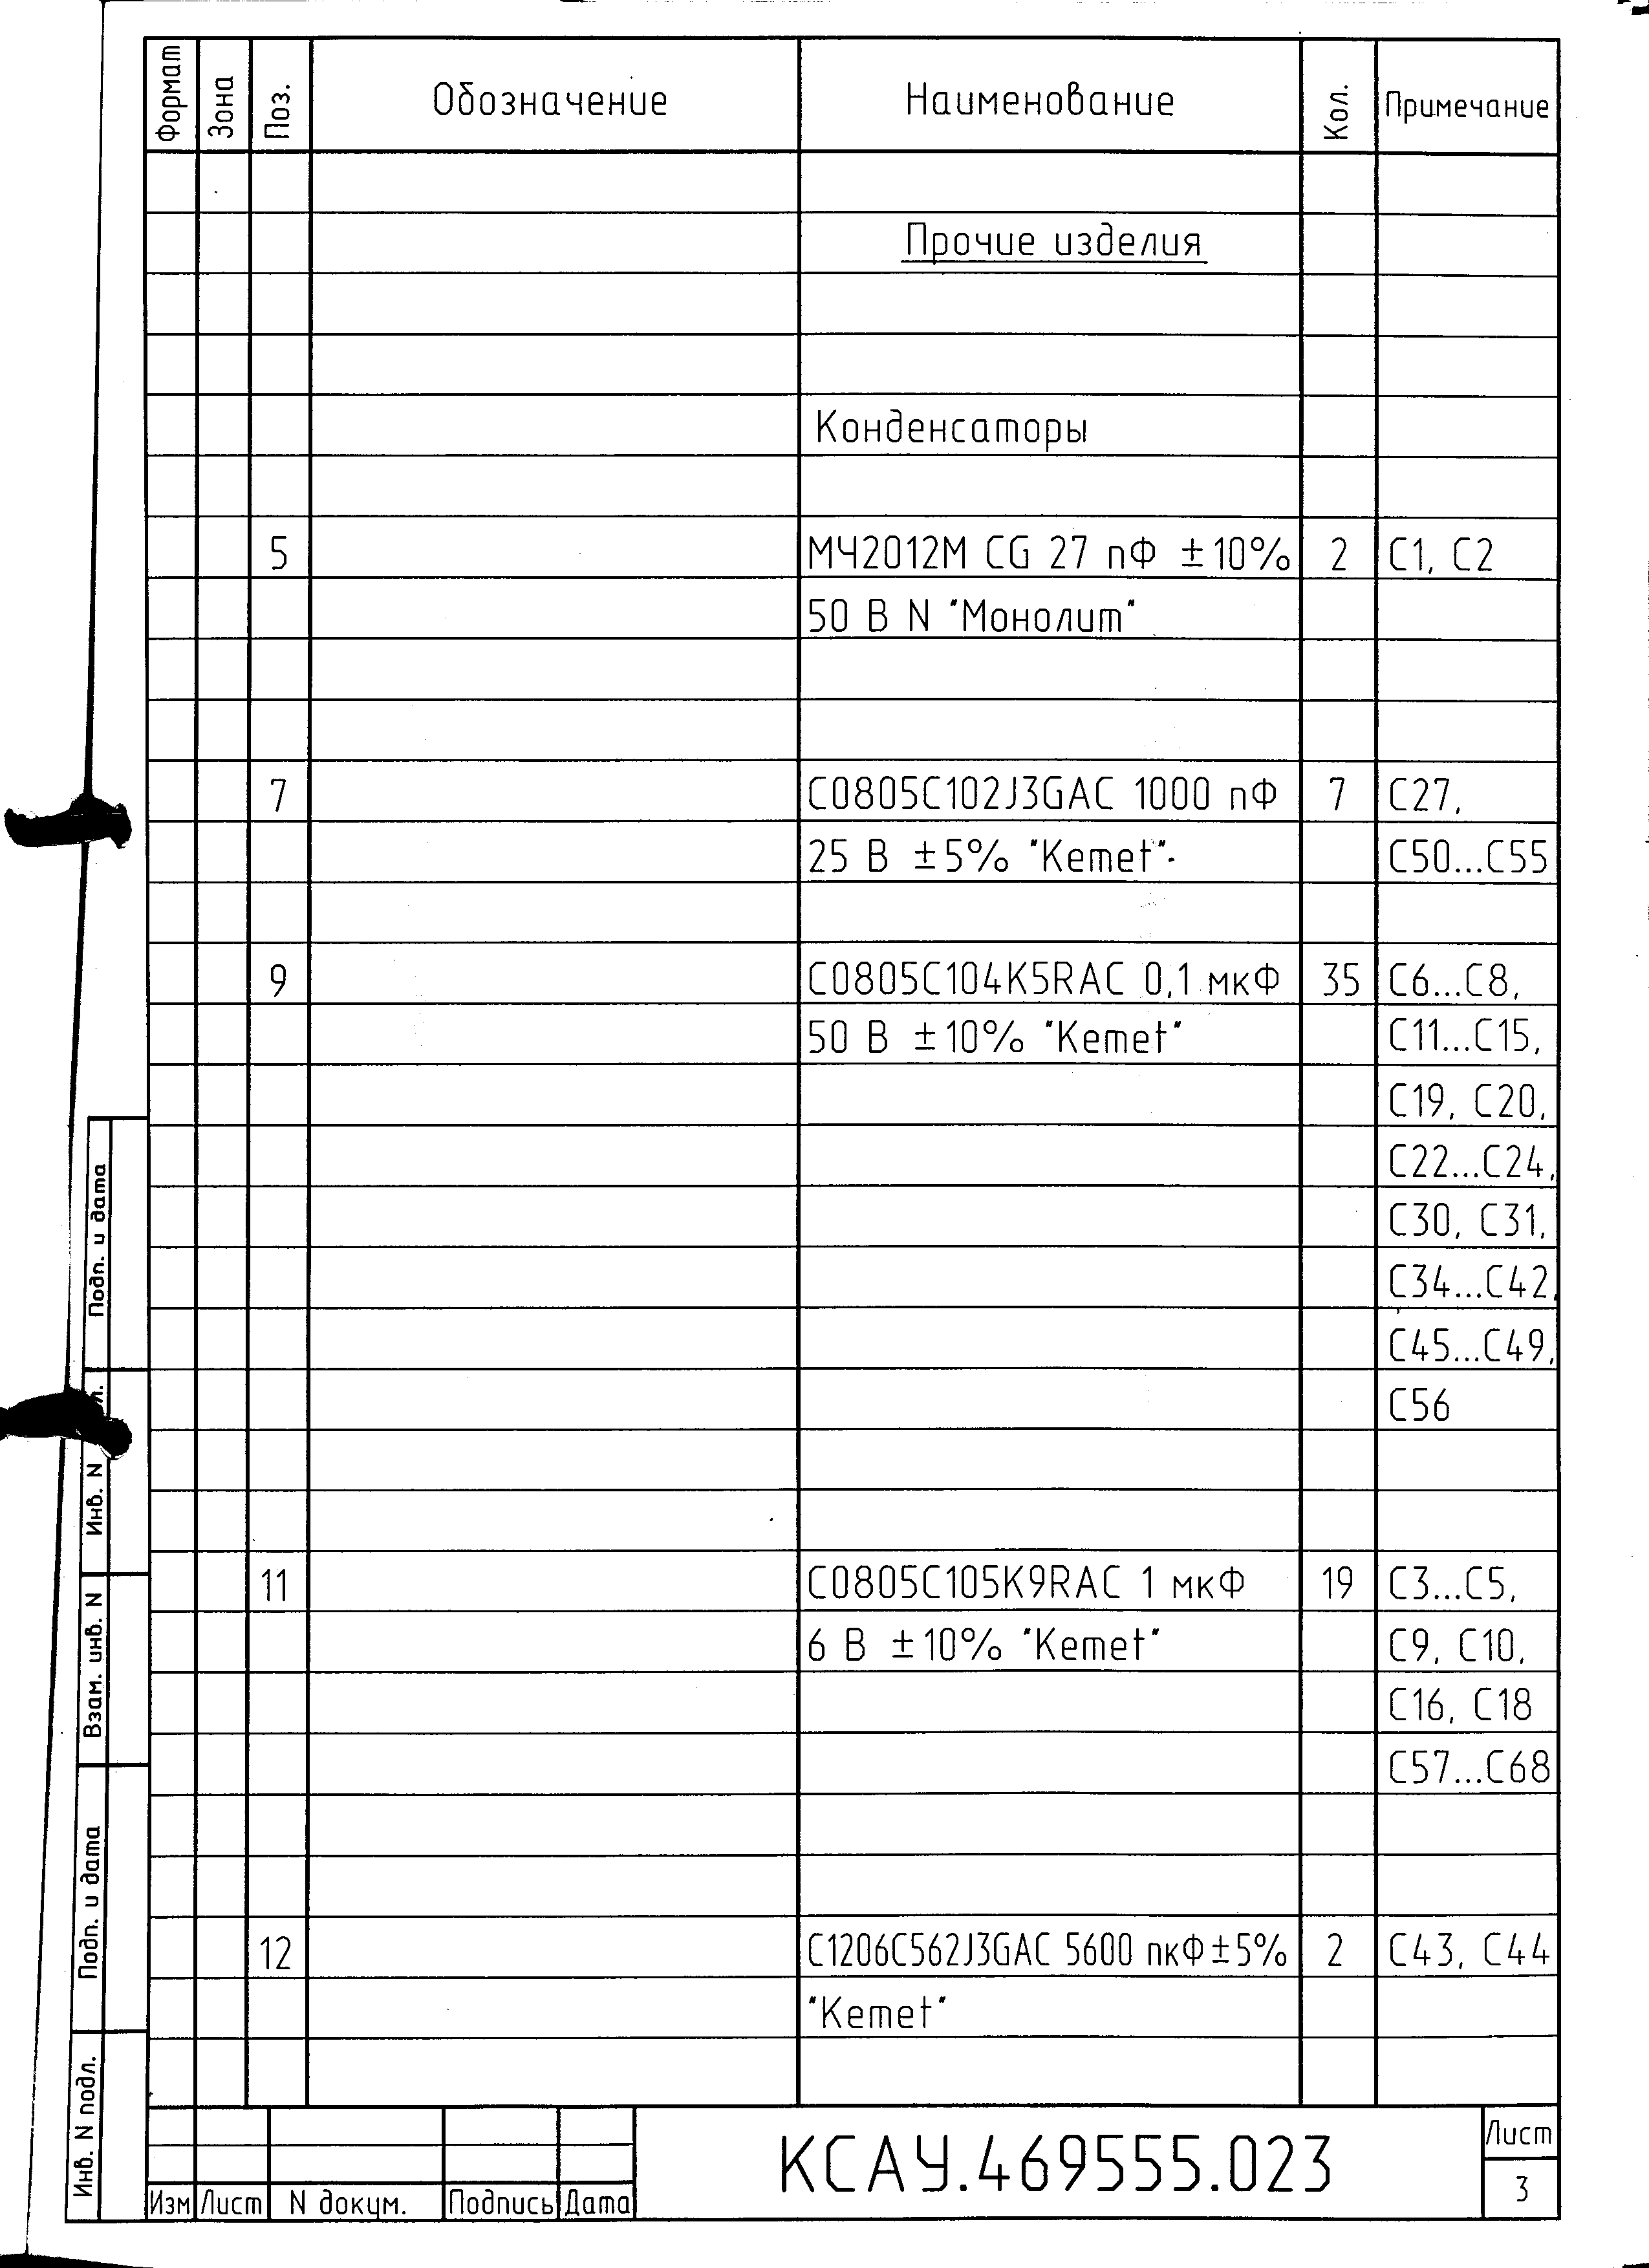 Формат Зона Поз. Обозначение Наименование Кол. Примечание
Прочие изделия
Конденсаторы
5 МЧ2012М CG 27 пФ ±10% 2 C1, C2
50 В N "Монолит"
7 C0805C102J3GAC 1000 пФ 7 C27,
25 В ±5% "Kemet"
C50...C55
9 C0805C104K5RAC 0,1 мкФ 35 C6...C8,
50 В ±10% "Kemet" C11...C15,
C19, C20,
C22...C24,
C30, C31,
C34...C42,
C45...C49,
C56
11 C0805C105K9RAC 1 мкФ 19 C3...C5,
6 В ±10% "Kemet" C9, C10,
C16, C18
C57...C68
12 C1206C562J3GAC 5600 пкФ±5% 2 C43, C44
"Kemet"
Подп. и дата
Инв. N
Взам. инв. N
Подп. и дата
Инв. N подл.
Изм Лист N докум. Подпись Дата
КСАУ.469555.023
Лист
3